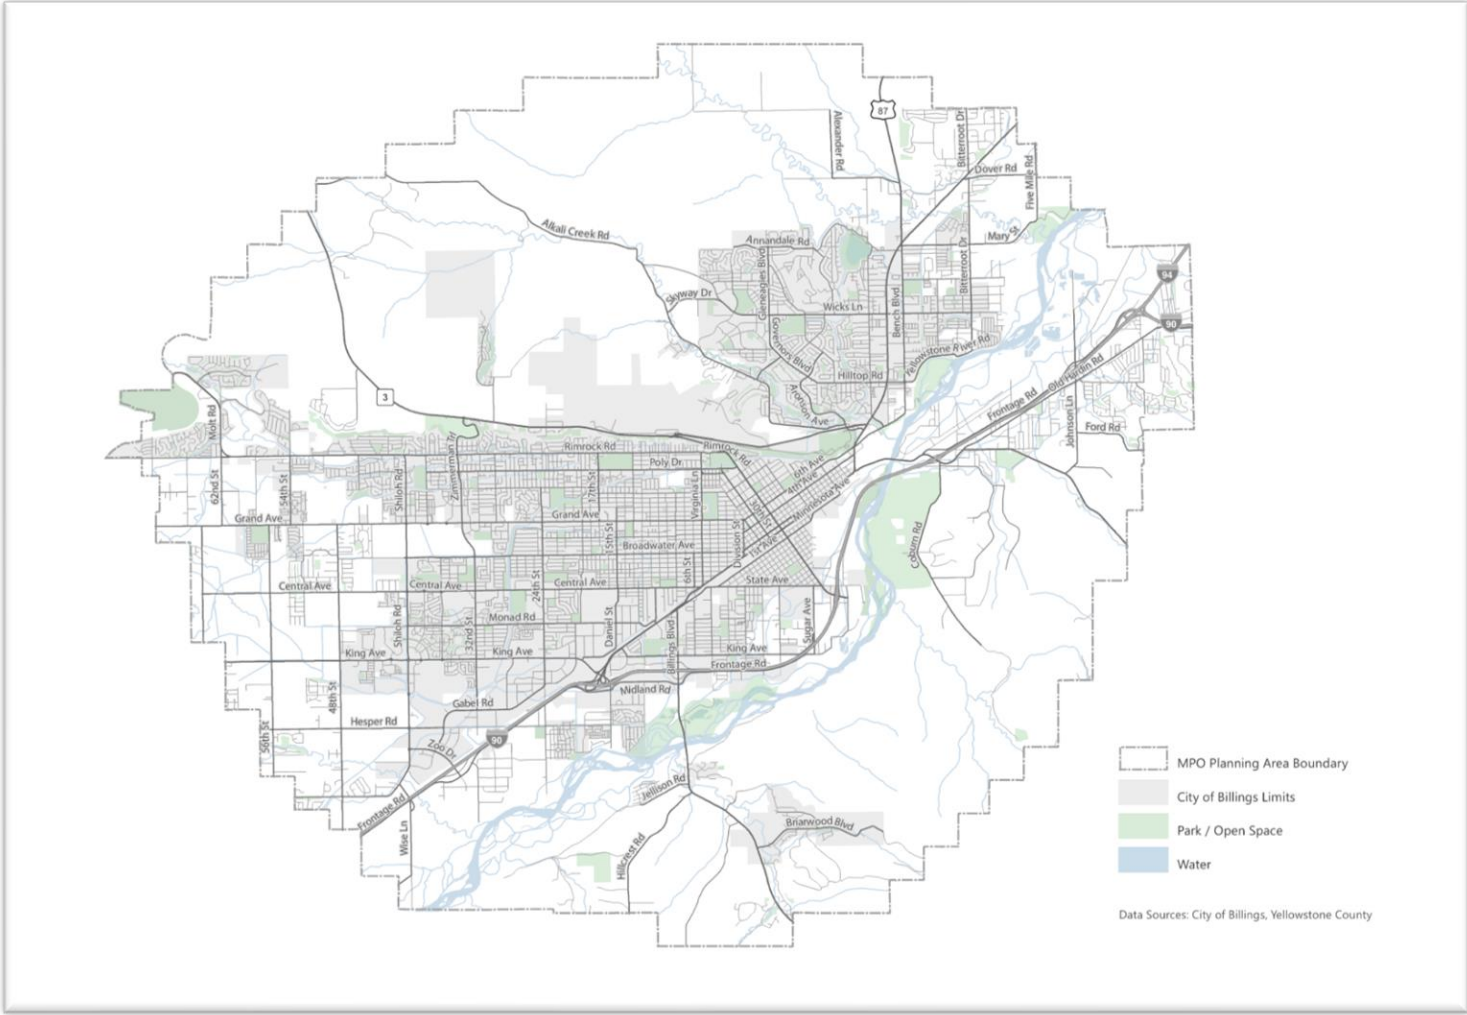 87
Alexander Rd
Bitterroot Dr
Dover Rd
Five Mile Rd
Alkali Creek Rd
Annandale Rd
Mary St
Bitterroot Dr
Gleneagles Blvd
94
Skyway Dr
Wicks Ln
Bench Blvd
90
Governors Blvd
Yellowstone River Rd
Hilltop Rd
Old Hardin Rd
3
Aronson Ave
Frontage Rd
Johnson Ln
Ford Rd
Molt Rd
Rimrock Rd
Rimrock Rd
Zimmerman Trl
Poly Dr
6th Ave
4th Ave
62nd St
54th St
Shiloh Rd
17th St
Virginia Ln
Minnesota Ave
Grand Ave
Grand Ave
30th St
15th St
Broadwater Ave
Division St
1st Ave
Coburn Rd
Central Ave
Central Ave
24th St
Central Ave
6th St
State Ave
Shiloh Rd
32nd St
Monad Rd
Daniel St
Billings Blvd
Sugar Ave
King Ave
King Ave
King Ave
Frontage Rd
48th St
Midland Rd
Gabel Rd
Hesper Rd
56th St
Zoo Dr
90
MPO Planning Area Boundary
Jellison Rd
City of Billings Limits
Frontage Rd
Wise Ln
Briarwood Blvd
Park / Open Space
Hillcrest Rd
Water
Data Sources: City of Billings, Yellowstone County